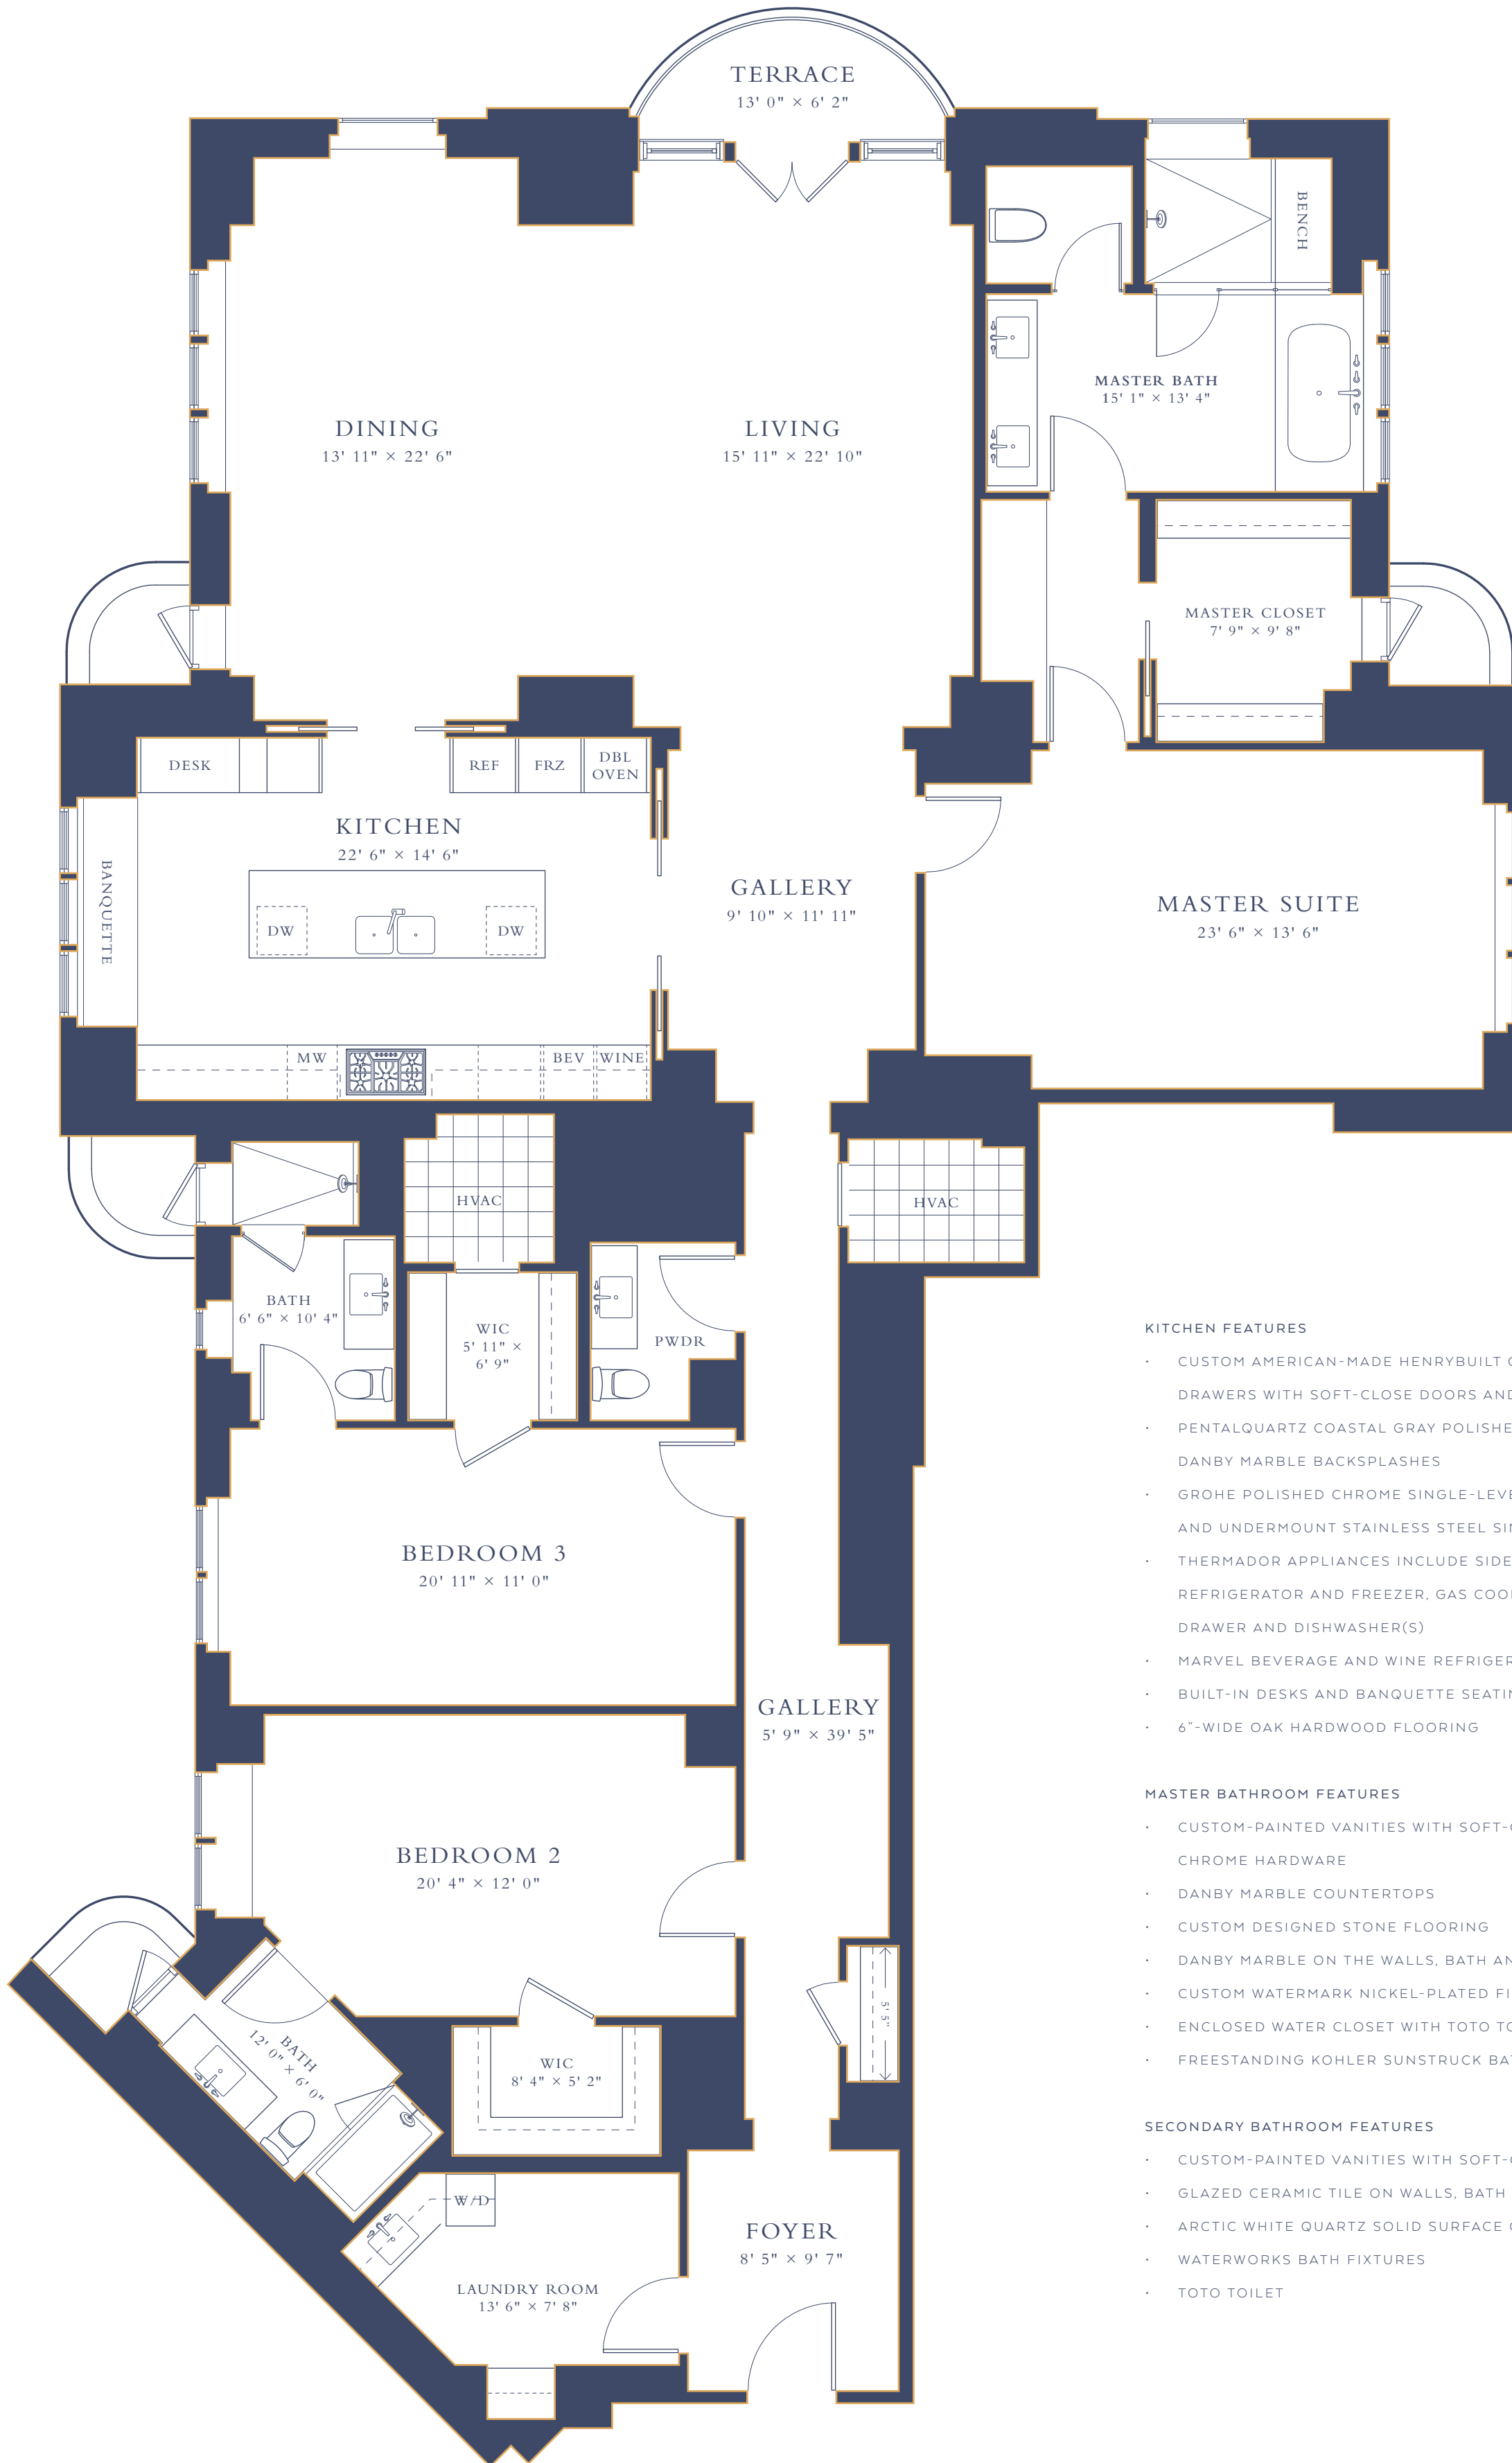 TERRACE
13' 0" × 6' 2"
BENCH
MASTER BATH
15' 1" × 13' 4"
DINING
13' 11" × 22' 6"
LIVING
15' 11" × 22' 10"
MASTER CLOSET
7' 9" × 9' 8"
DESK
REF
FRZ
DBL
OVEN
KITCHEN
22' 6" × 14' 6"
BANQUETTE
DW
DW
GALLERY
9' 10" × 11' 11"
MASTER SUITE
23' 6" × 13' 6"
MW
BEV
WINE
HVAC
HVAC
BATH
6' 6" × 10' 4"
WIC
5' 11" ×
6' 9"
PWDR
BEDROOM 3
20' 11" × 11' 0"
GALLERY
5' 9" × 39' 5"
BEDROOM 2
20' 4" × 12' 0"
5' 5"
BATH
12' 0" × 6' 0"
WIC
8' 4" × 5' 2"
W/D
FOYER
8' 5" × 9' 7"
LAUNDRY ROOM
13' 6" × 7' 8"
KITCHEN FEATURES
• CUSTOM AMERICAN-MADE HENRYBUILT
DRAWERS WITH SOFT-CLOSE DOORS AND
• PENTALQUARTZ COASTAL GRAY POLISHE
DANBY MARBLE BACKSPLASHES
• GROHE POLISHED CHROME SINGLE-LEVE
AND UNDERMOUNT STAINLESS STEEL SI
• THERMADOR APPLIANCES INCLUDE SIDE
REFRIGERATOR AND FREEZER, GAS COO
DRAWER AND DISHWASHER(S)
• MARVEL BEVERAGE AND WINE REFRIGER
• BUILT-IN DESKS AND BANQUETTE SEATI
• 6"-WIDE OAK HARDWOOD FLOORING
MASTER BATHROOM FEATURES
• CUSTOM-PAINTED VANITIES WITH SOFT-
CHROME HARDWARE
• DANBY MARBLE COUNTERTOPS
• CUSTOM DESIGNED STONE FLOORING
• DANBY MARBLE ON THE WALLS, BATH AN
• CUSTOM WATERMARK NICKEL-PLATED FI
• ENCLOSED WATER CLOSET WITH TOTO TO
• FREESTANDING KOHLER SUNSTRUCK BA
SECONDARY BATHROOM FEATURES
• CUSTOM-PAINTED VANITIES WITH SOFT-
• GLAZED CERAMIC TILE ON WALLS, BATH
• ARCTIC WHITE QUARTZ SOLID SURFACE
• WATERWORKS BATH FIXTURES
• TOTO TOILET